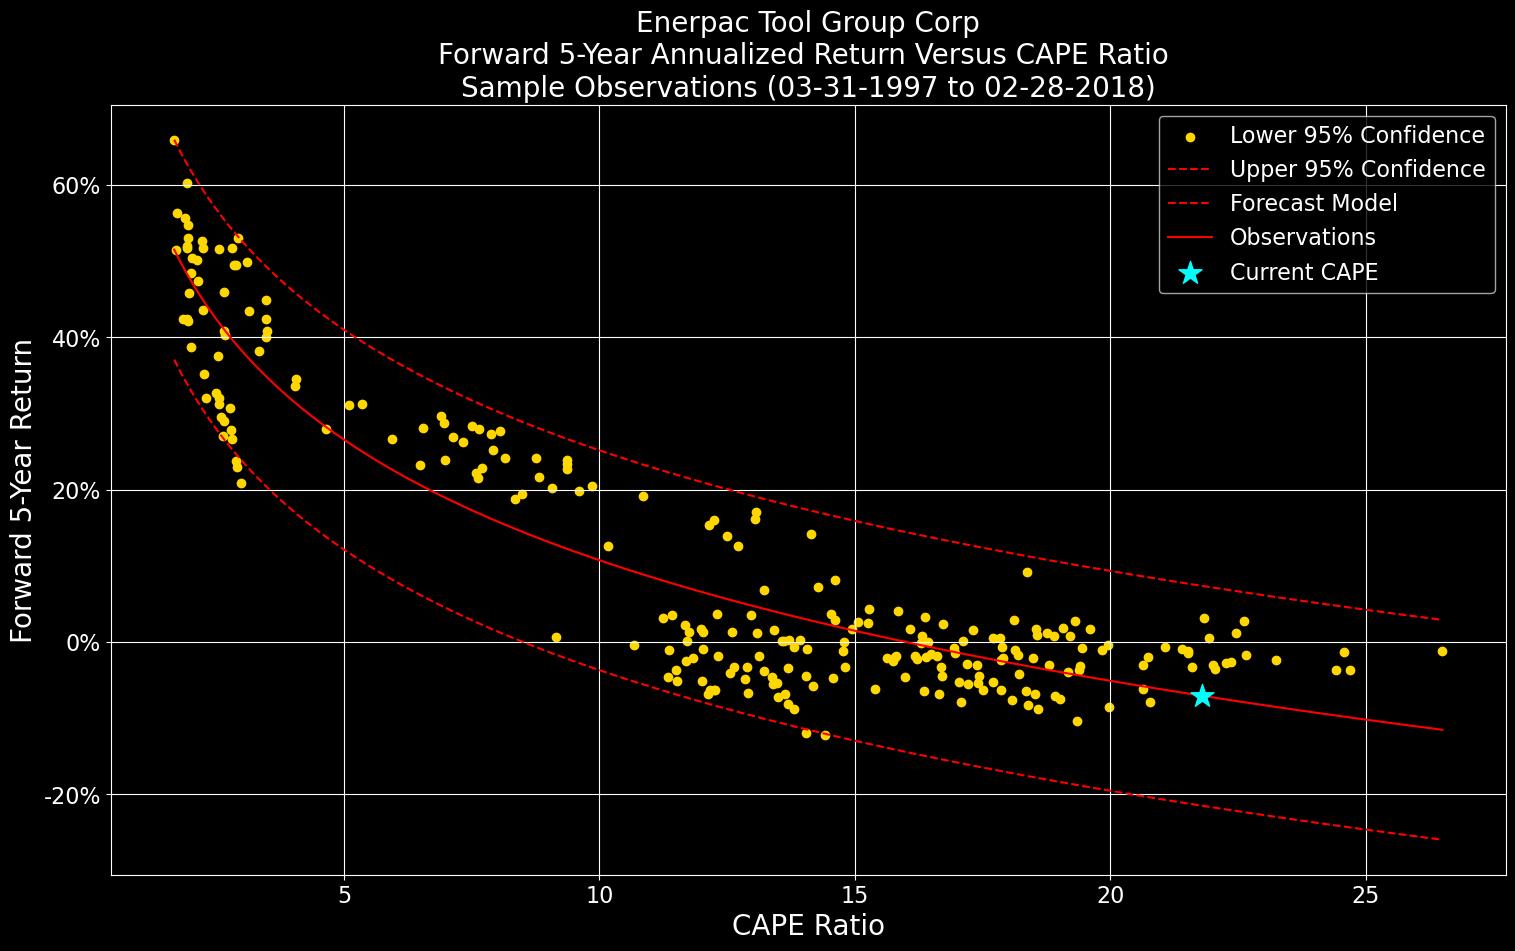 Enerpac Tool Group Corp
Forward 5-Year Annualized Return Versus CAPE Ratio
Sample Observations (03-31-1997 to 02-28-2018)
Lower 95% Confidence
Upper 95% Confidence
Forecast Model
Observations
Current CAPE
Forward 5-Year Return
60%
40%
20%
0%
-20%
5 10 15 20 25
CAPE Ratio